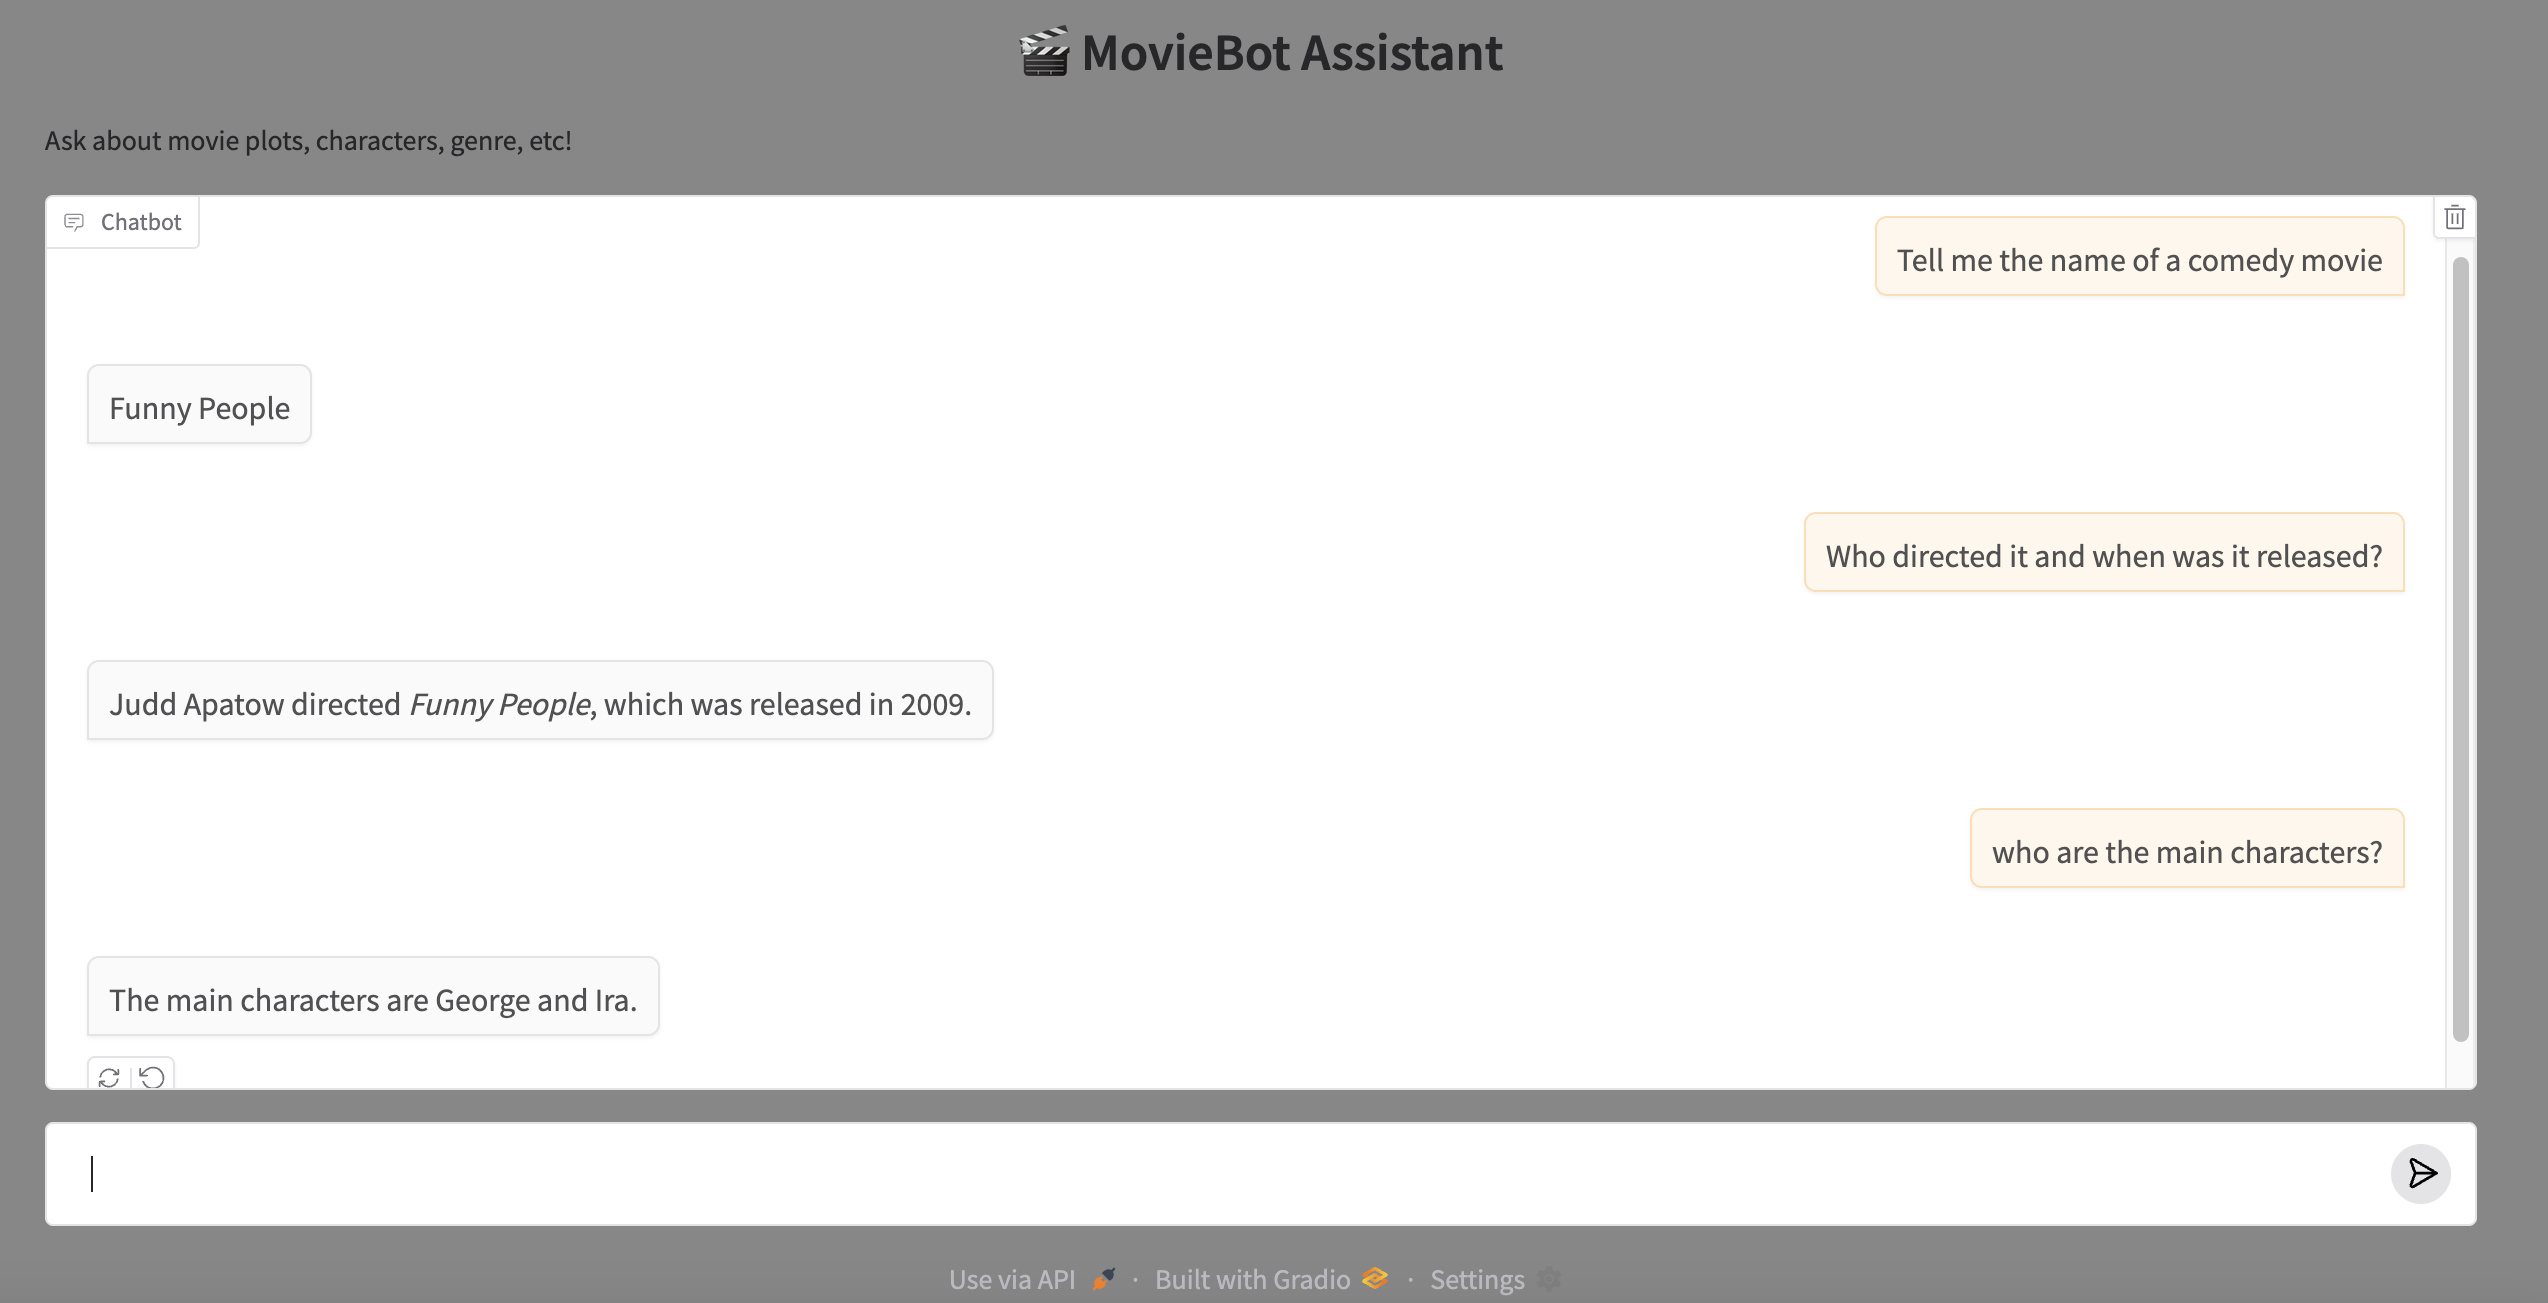 🎬 MovieBot Assistant
Ask about movie plots, characters, genre, etc!
Chatbot
Tell me the name of a comedy movie
Funny People
Who directed it and when was it released?
Judd Apatow directed Funny People, which was released in 2009.
who are the main characters?
The main characters are George and Ira.
Use via API · Built with Gradio · Settings